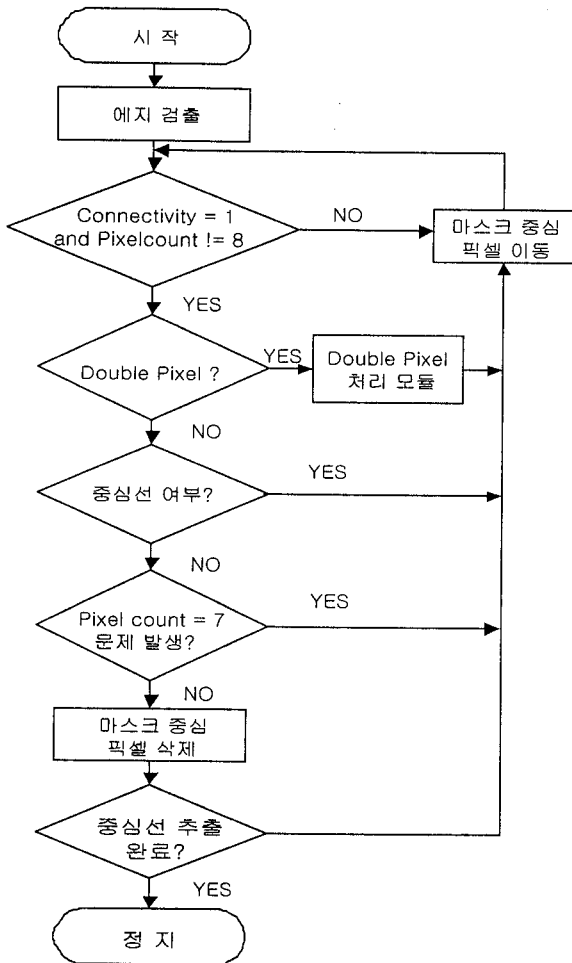 시 작
에지 검출
Connectivity = 1
and Pixelcount != 8
NO
마스크 중심
픽셀 이동
YES
Double Pixel ?
YES
Double Pixel
처리 모듈
NO
중심선 여부?
YES
NO
Pixel count = 7
문제 발생?
YES
NO
마스크 중심
픽셀 삭제
중심선 추출
완료?
YES
정 지